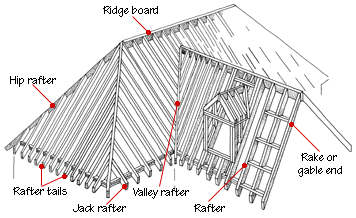 Ridge board
Hip rafter
Rake or
gable end
Rafter tails
Jack rafter
Valley rafter
Rafter